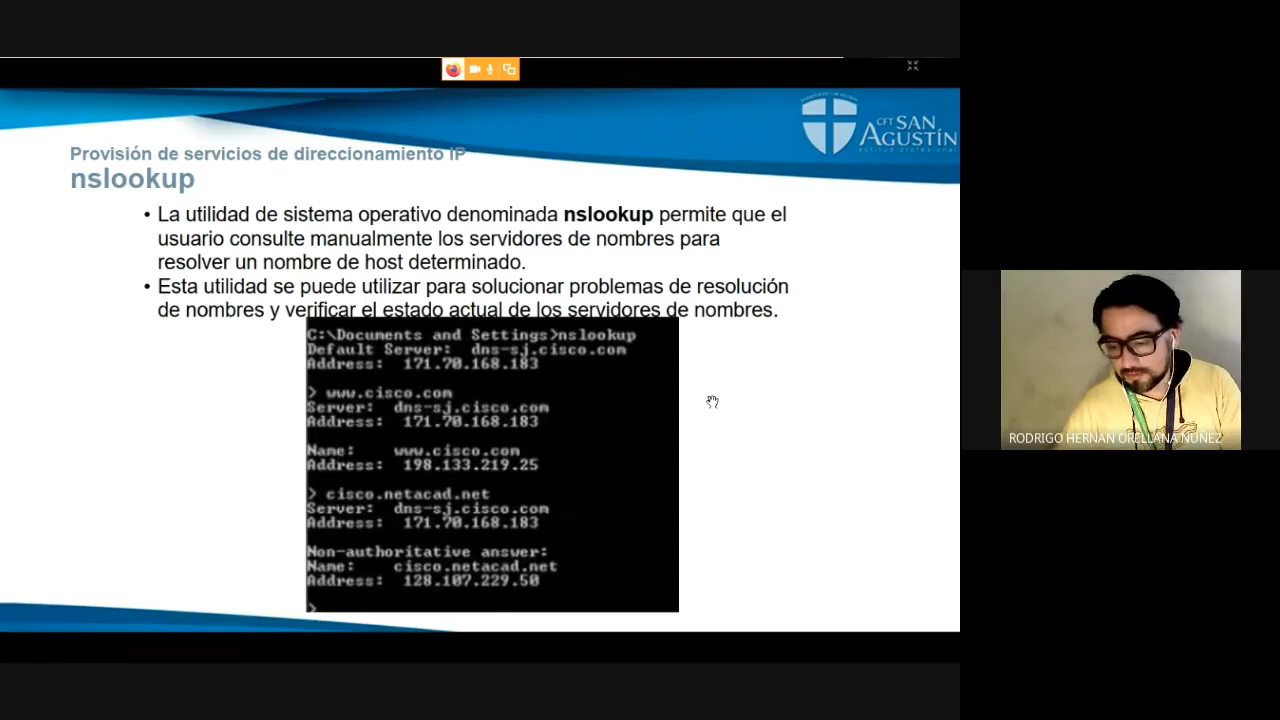 CFT SAN
AGUSTÍN
actitud profesional
Provisión de servicios de direccionamiento IP
nslookup
• La utilidad de sistema operativo denominada nslookup permite que el
usuario consulte manualmente los servidores de nombres para
resolver un nombre de host determinado.
• Esta utilidad se puede utilizar para solucionar problemas de resolución
de nombres y verificar el estado actual de los servidores de nombres.
C:\Documents and Settings>nslookup
Default Server: dns-sj.cisco.com
Address: 171.70.168.183
> www.cisco.com
Server: dns-sj.cisco.com
Address: 171.70.168.183
Name: www.cisco.com
Address: 198.133.219.25
> cisco.netacad.net
Server: dns-sj.cisco.com
Address: 171.70.168.183
Non-authoritative answer:
Name: cisco.netacad.net
Address: 128.107.229.50
>
RODRIGO HERNAN ORELLANA NUNEZ